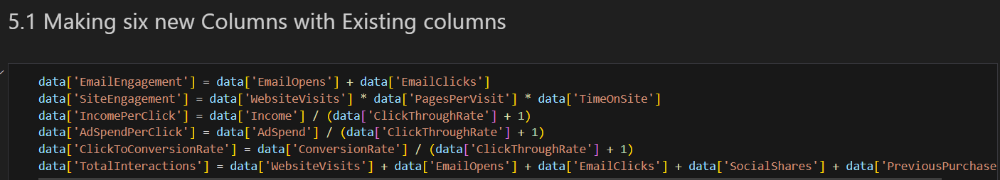 5.1 Making six new Columns with Existing columns
data['EmailEngagement'] = data['EmailOpens'] + data['EmailClicks']
data['SiteEngagement'] = data['WebsiteVisits'] * data['PagesPerVisit'] * data['TimeOnSite']
data['IncomePerClick'] = data['Income'] / (data['ClickThroughRate'] + 1)
data['AdSpendPerClick'] = data['AdSpend'] / (data['ClickThroughRate'] + 1)
data['ClickToConversionRate'] = data['ConversionRate'] / (data['ClickThroughRate'] + 1)
data['TotalInteractions'] = data['WebsiteVisits'] + data['EmailOpens'] + data['EmailClicks'] + data['SocialShares'] + data['PreviousPurchase